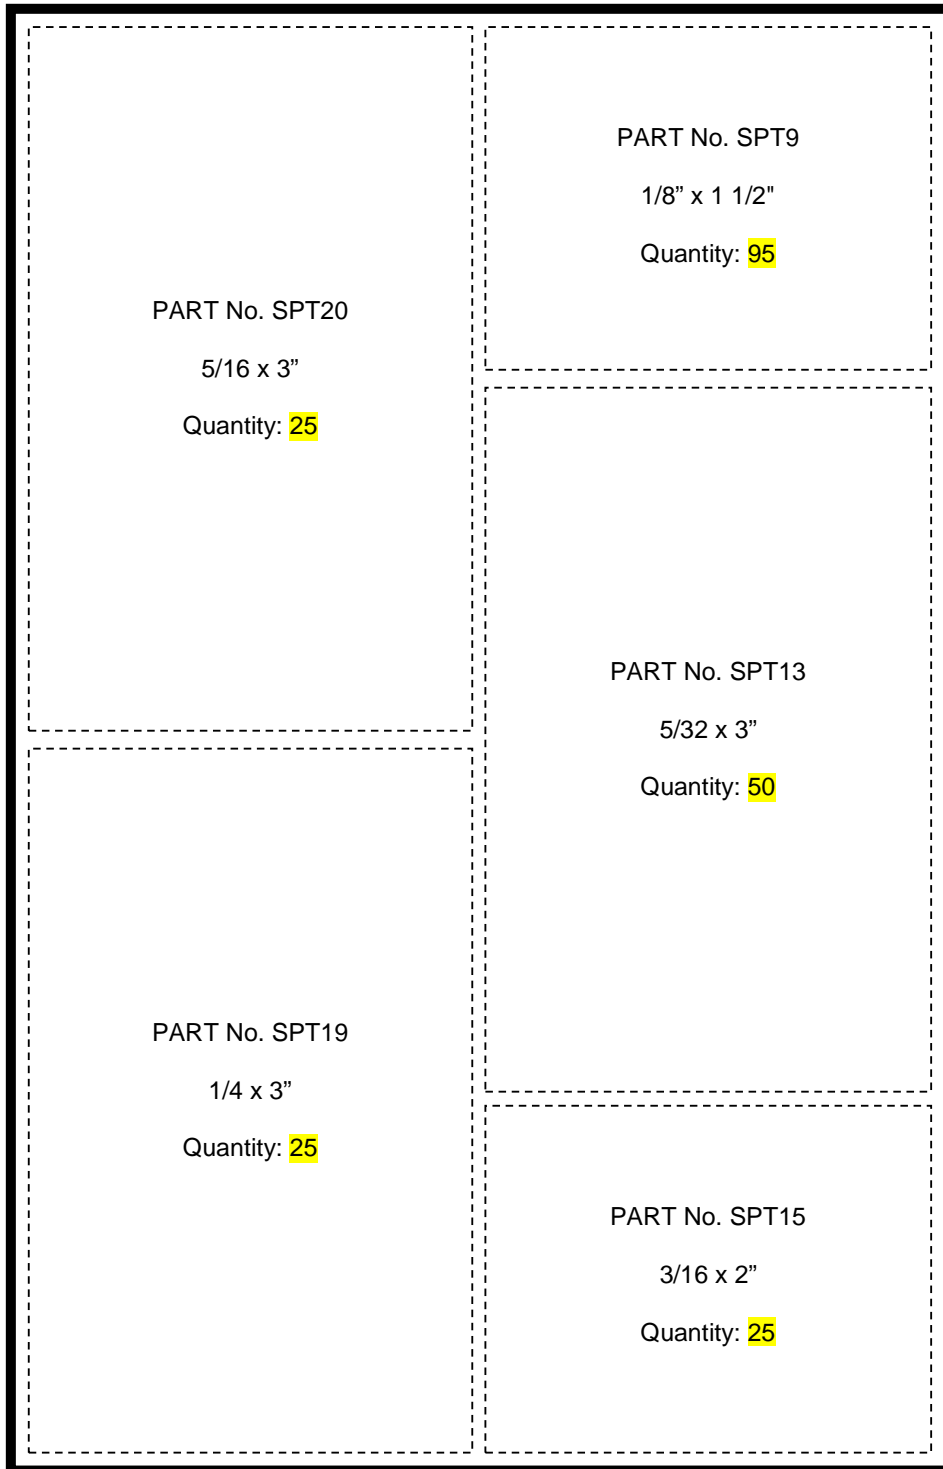 PART No. SPT20
5/16 x 3”
Quantity: 25
PART No. SPT19
1/4 x 3”
Quantity: 25
PART No. SPT9
1/8” x 1 1/2"
Quantity: 95
PART No. SPT13
5/32 x 3”
Quantity: 50
PART No. SPT15
3/16 x 2”
Quantity: 25